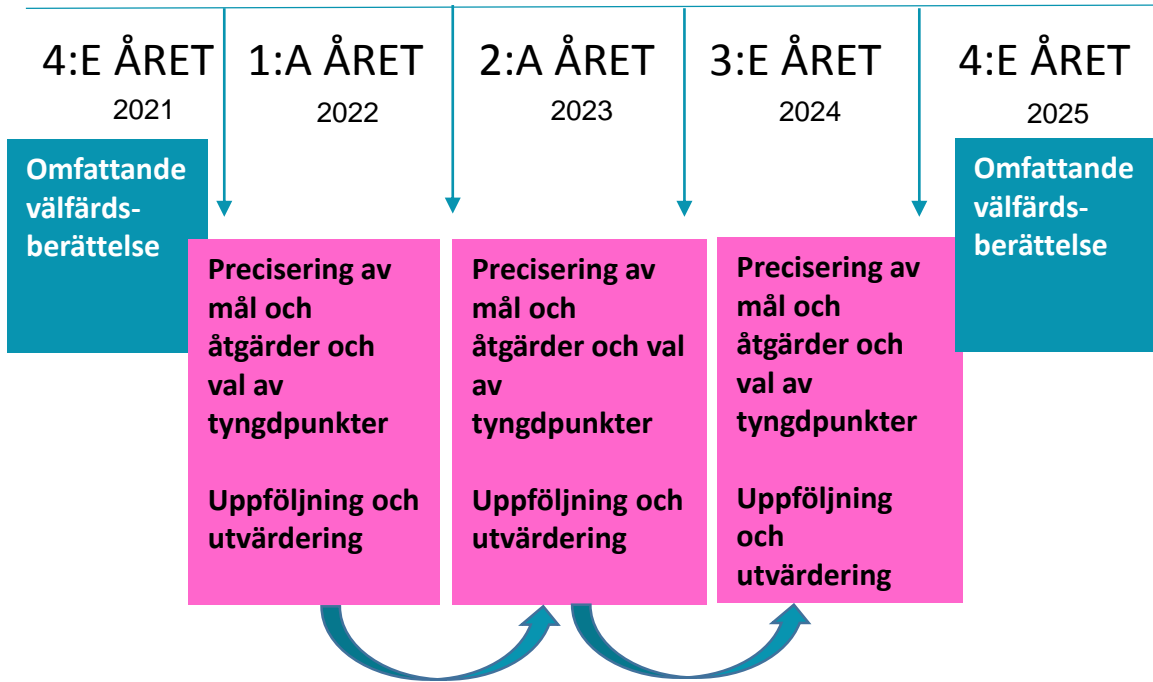 4:E ÅRET
2021
1:A ÅRET
2022
2:A ÅRET
2023
3:E ÅRET
2024
4:E ÅRET
2025
Omfattande
välfärds-
berättelse
Precisering av
mål och
åtgärder och
val av
tyngdpunkter
Uppföljning och
utvärdering
Precisering av
mål och
åtgärder och val
av
tyngdpunkter
Uppföljning och
utvärdering
Precisering av
mål och
åtgärder och
val av
tyngdpunkter
Uppföljning
och
utvärdering
Omfattande
välfärds-
berättelse